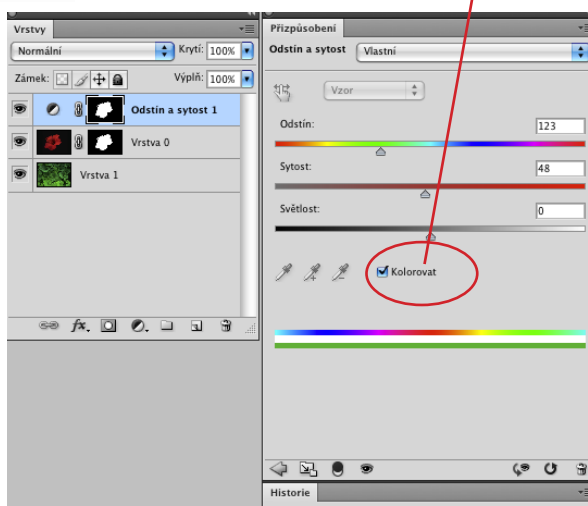 Vrstvy
Normální Krytí: 100%
Zámek: Výplň: 100%
Odstín a sytost 1
Vrstva 0
Vrstva 1
fx.
Přizpůsobení
Odstín a sytost Vlastní
Vzor
Odstín: 123
Sytost: 48
Světlost: 0
Kolorovat
Historie